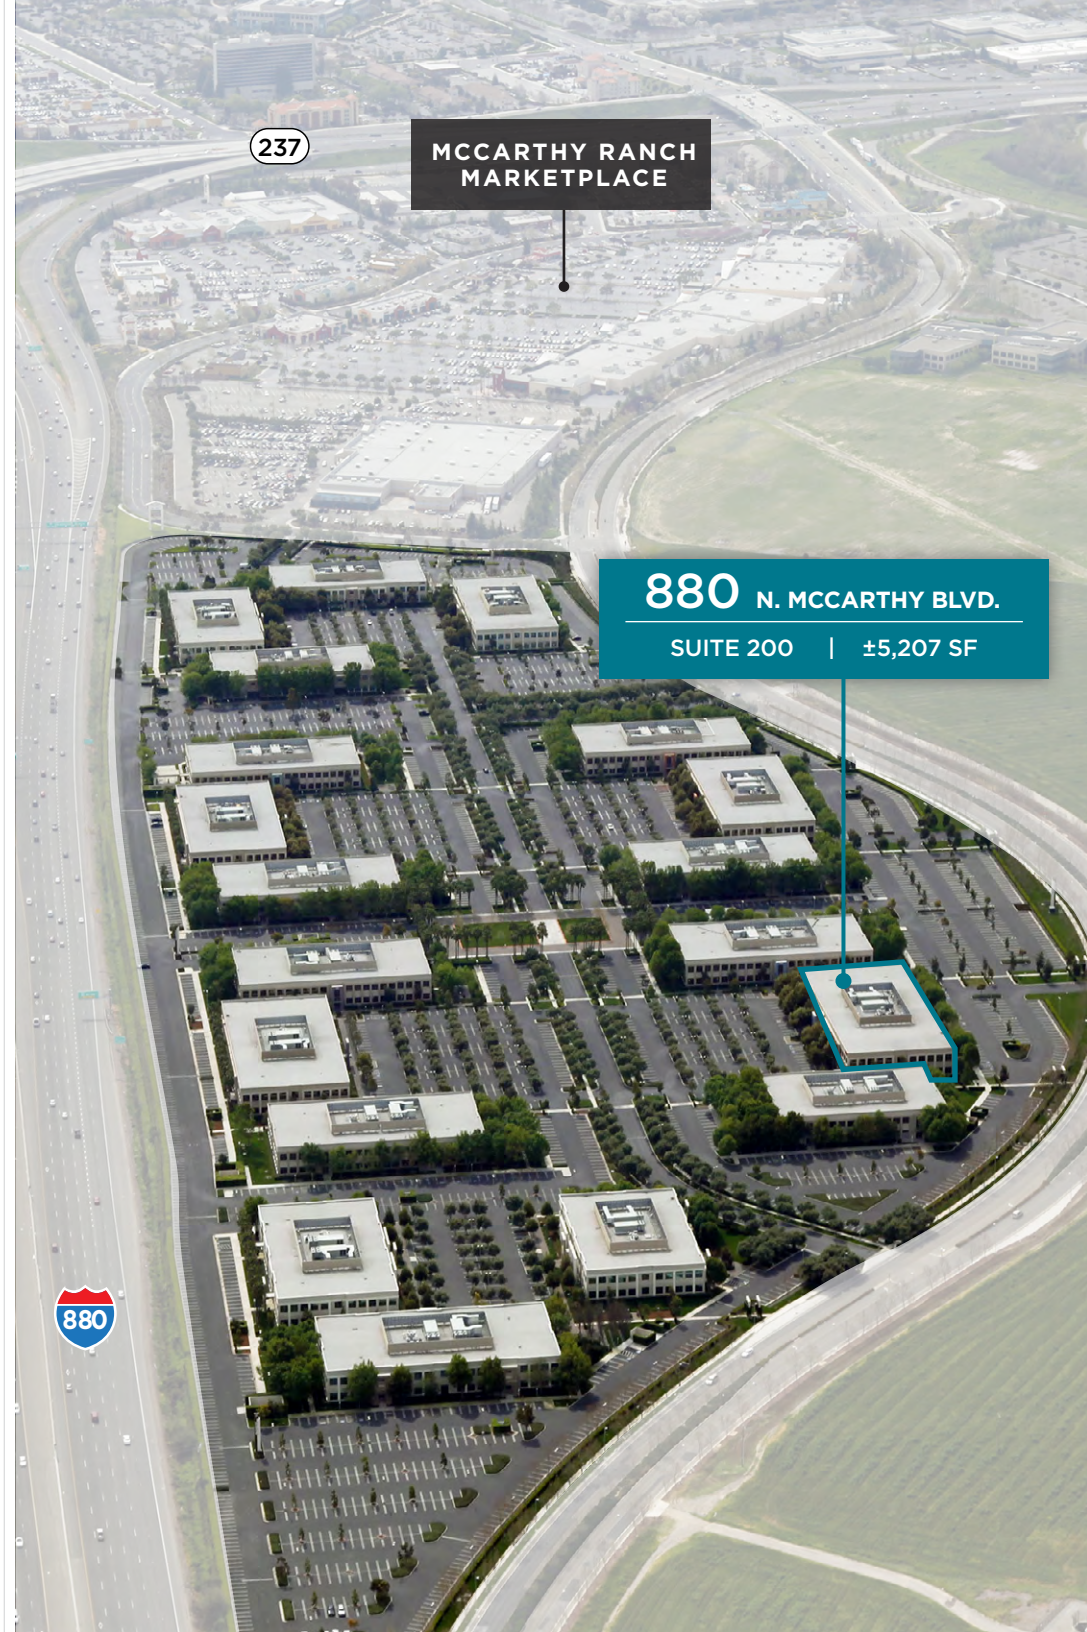 237
MCCARTHY RANCH
MARKETPLACE
880 N. MCCARTHY BLVD.
SUITE 200 | ±5,207 SF
880